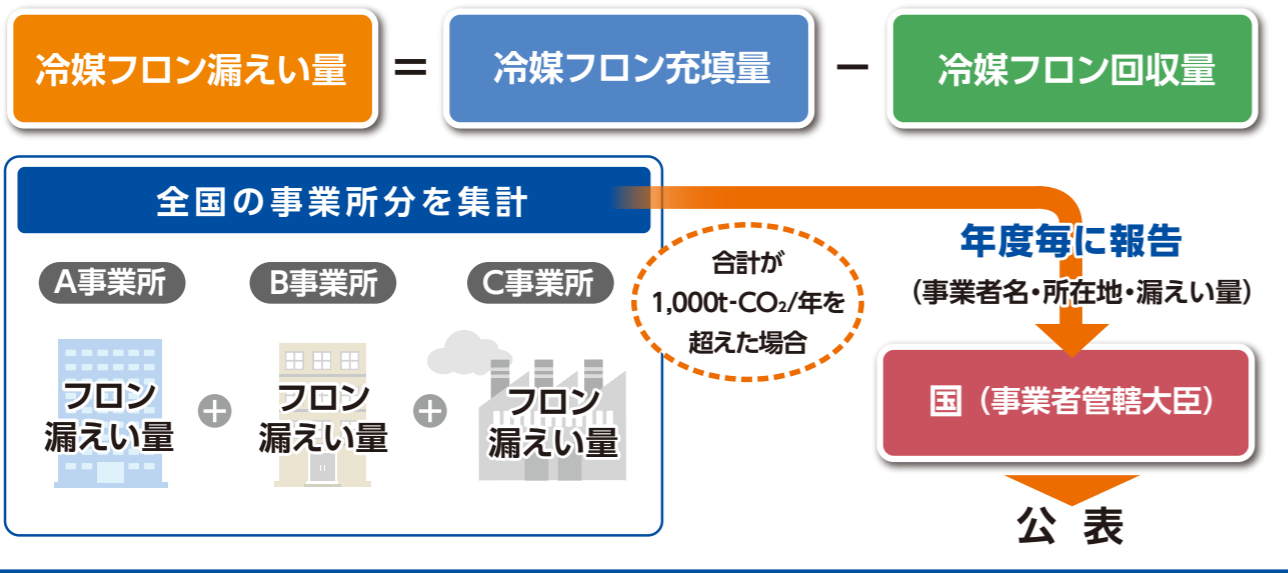 冷媒フロン漏えい量 = 冷媒フロン充填量 − 冷媒フロン回収量
全国の事業所分を集計
A事業所
B事業所
C事業所
フロン
漏えい量
+
フロン
漏えい量
+
フロン
漏えい量
合計が
1,000t-CO₂/年を
超えた場合
年度毎に報告
(事業者名・所在地・漏えい量)
国(事業者管轄大臣)
公表